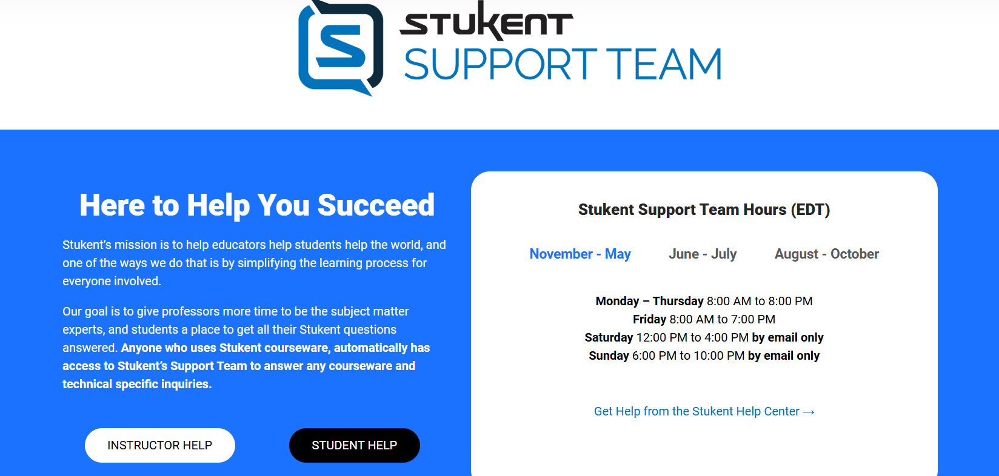 STUKENT
SUPPORT TEAM
Here to Help You Succeed
Stukent’s mission is to help educators help students help the world, and
one of the ways we do that is by simplifying the learning process for
everyone involved.
Our goal is to give professors more time to be the subject matter
experts, and students a place to get all their Stukent questions
answered. Anyone who uses Stukent courseware, automatically has
access to Stukent’s Support Team to answer any courseware and
technical specific inquiries.
INSTRUCTOR HELP
STUDENT HELP
Stukent Support Team Hours (EDT)
November - May June - July August - October
Monday – Thursday 8:00 AM to 8:00 PM
Friday 8:00 AM to 7:00 PM
Saturday 12:00 PM to 4:00 PM by email only
Sunday 6:00 PM to 10:00 PM by email only
Get Help from the Stukent Help Center →